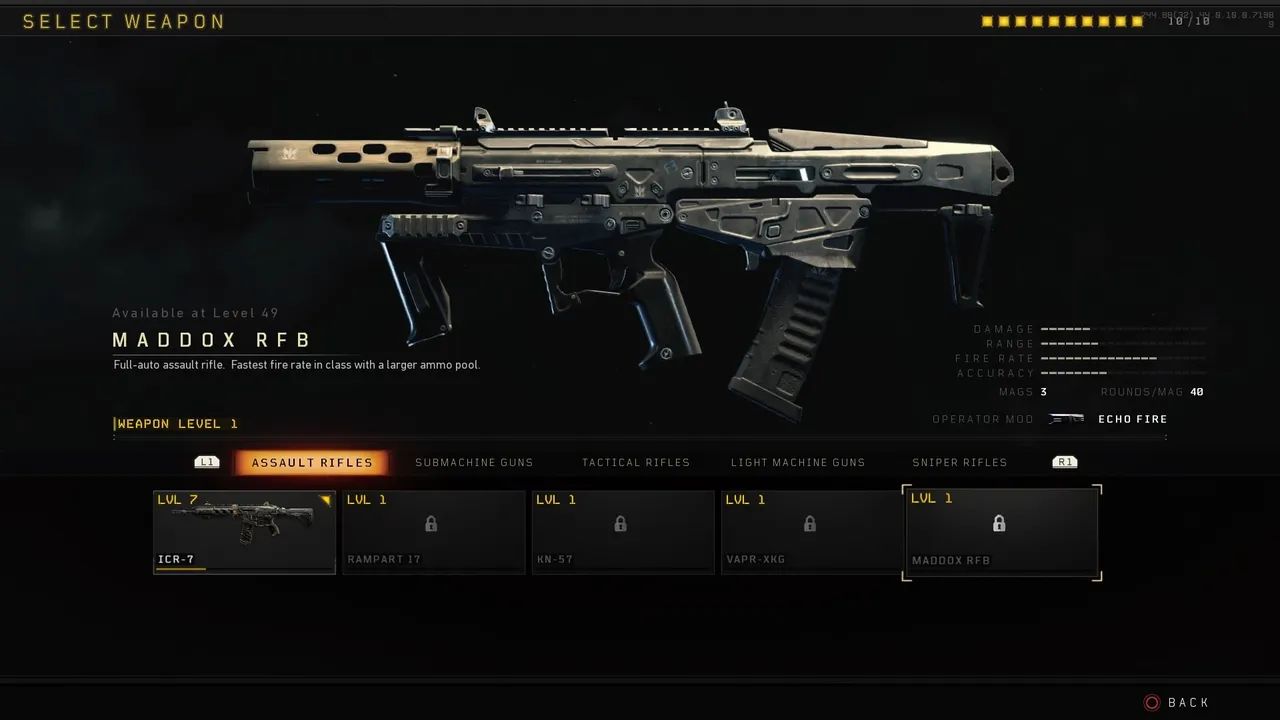 SELECT WEAPON
10/10
Available at Level 49
MADDOX RFB
Full-auto assault rifle. Fastest fire rate in class with a larger ammo pool.
DAMAGE
RANGE
FIRE RATE
ACCURACY
MAGS 3 ROUNDS/MAG 40
OPERATOR MOD ECHO FIRE
WEAPON LEVEL 1
L1 ASSAULT RIFLES SUBMACHINE GUNS TACTICAL RIFLES LIGHT MACHINE GUNS SNIPER RIFLES R1
LVL 7 LVL 1 LVL 1 LVL 1 LVL 1
ICR-7 RAMPART 17 KN-57 VAPR-XKG MADDOX RFB
BACK